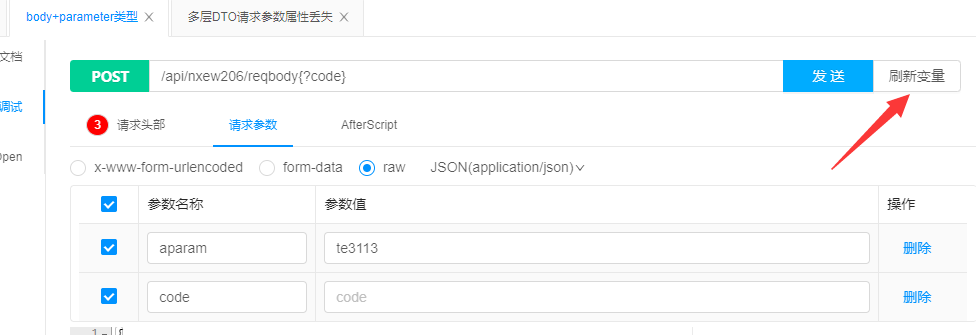 body+parameter类型 多层DTO请求参数属性丢失
文档
POST /api/nxew206/reqbody{?code} 发 送 刷新变量
调试
3 请求头部 请求参数 AfterScript
Open
x-www-form-urlencoded form-data raw JSON(application/json)
参数名称 参数值 操作
aparam te3113 删除
code code 删除
1